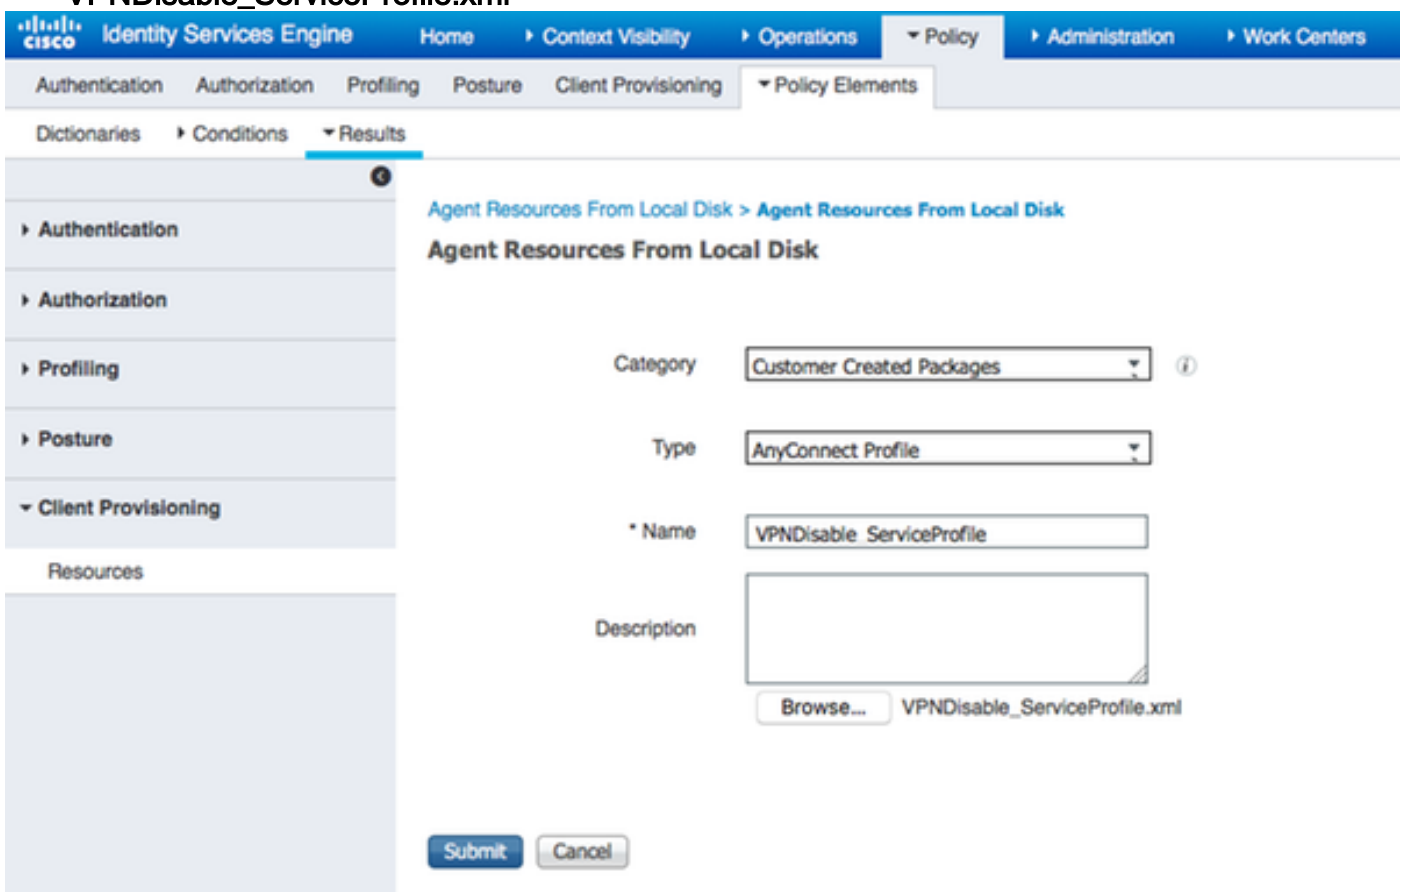 VPNDisable_ServiceProfile.xml
CISCO Identity Services Engine Home Context Visibility Operations Policy Administration Work Centers
Authentication Authorization Profiling Posture Client Provisioning Policy Elements
Dictionaries Conditions Results
Agent Resources From Local Disk > Agent Resources From Local Disk
Authentication
Agent Resources From Local Disk
Authorization
Category Customer Created Packages i
Profiling
Posture
Type AnyConnect Profile
Client Provisioning
* Name VPNDisable_ServiceProfile
Resources
Description
Browse... VPNDisable_ServiceProfile.xml
Submit Cancel